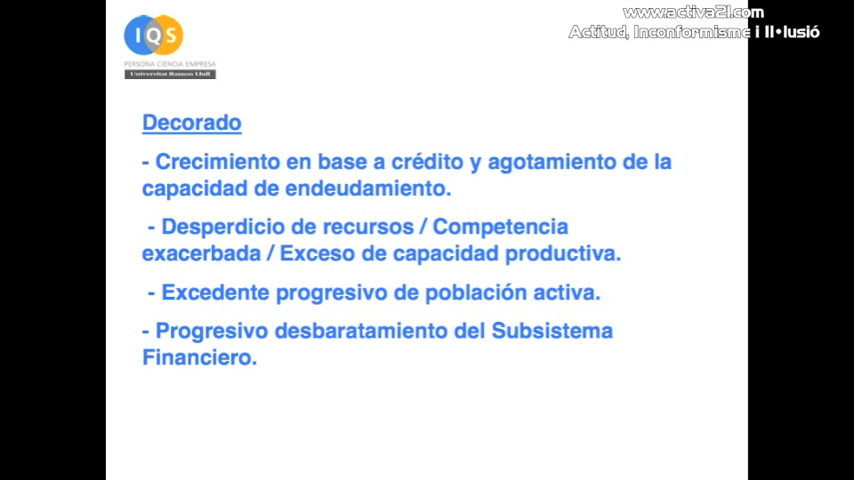 www.activa21.com
Actitud, Inconformisme i Il•lusió
IQS
PERSONA CIENCIA EMPRESA
Universitat Ramon Llull
Decorado
- Crecimiento en base a crédito y agotamiento de la
capacidad de endeudamiento.
- Desperdicio de recursos / Competencia
exacerbada / Exceso de capacidad productiva.
- Excedente progresivo de población activa.
- Progresivo desbaratamiento del Subsistema
Financiero.